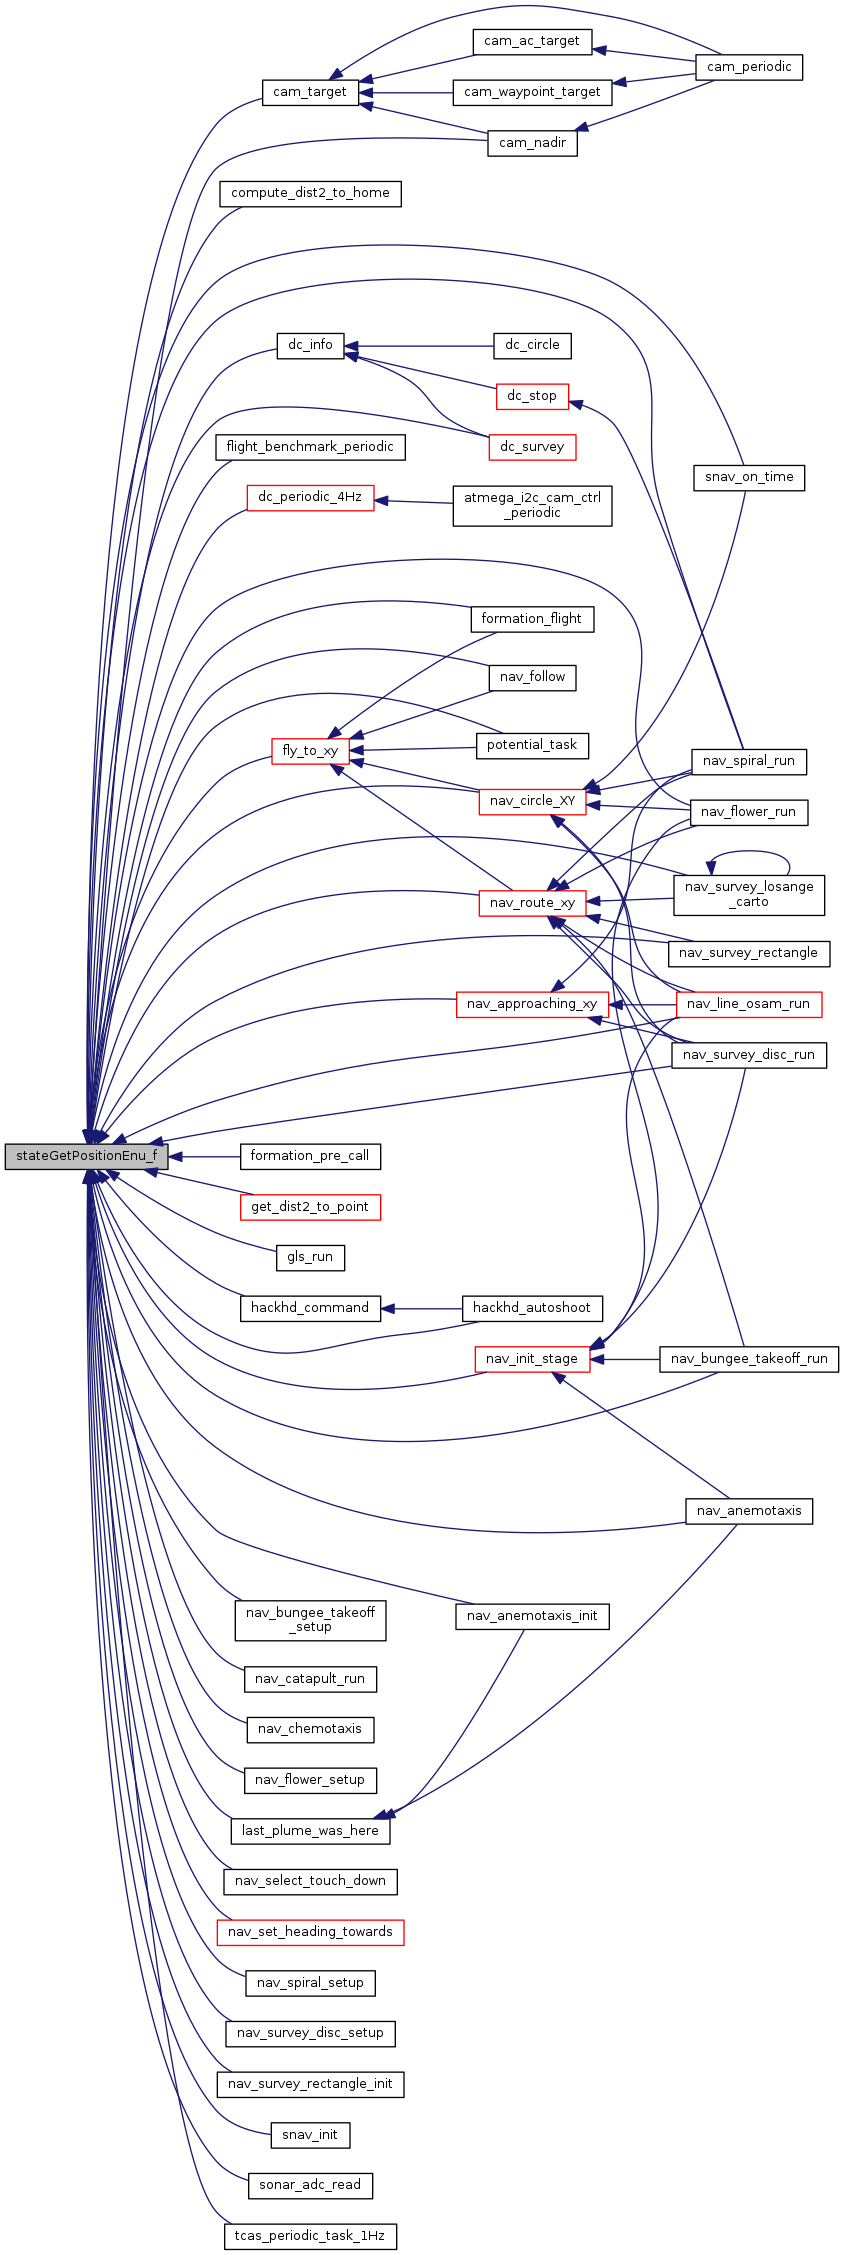 cam_ac_target
cam_periodic
cam_target
cam_waypoint_target
cam_nadir
compute_dist2_to_home
dc_info
dc_circle
dc_stop
flight_benchmark_periodic
dc_survey
snav_on_time
dc_periodic_4Hz
atmega_i2c_cam_ctrl
_periodic
formation_flight
nav_follow
fly_to_xy
potential_task
nav_spiral_run
nav_circle_XY
nav_flower_run
nav_survey_losange
_carto
nav_route_xy
nav_survey_rectangle
nav_approaching_xy
nav_line_osam_run
nav_survey_disc_run
stateGetPositionEnu_f
formation_pre_call
get_dist2_to_point
gls_run
hackhd_command
hackhd_autoshoot
nav_init_stage
nav_bungee_takeoff_run
nav_anemotaxis
nav_bungee_takeoff
_setup
nav_anemotaxis_init
nav_catapult_run
nav_chemotaxis
nav_flower_setup
last_plume_was_here
nav_select_touch_down
nav_set_heading_towards
nav_spiral_setup
nav_survey_disc_setup
nav_survey_rectangle_init
snav_init
sonar_adc_read
tcas_periodic_task_1Hz